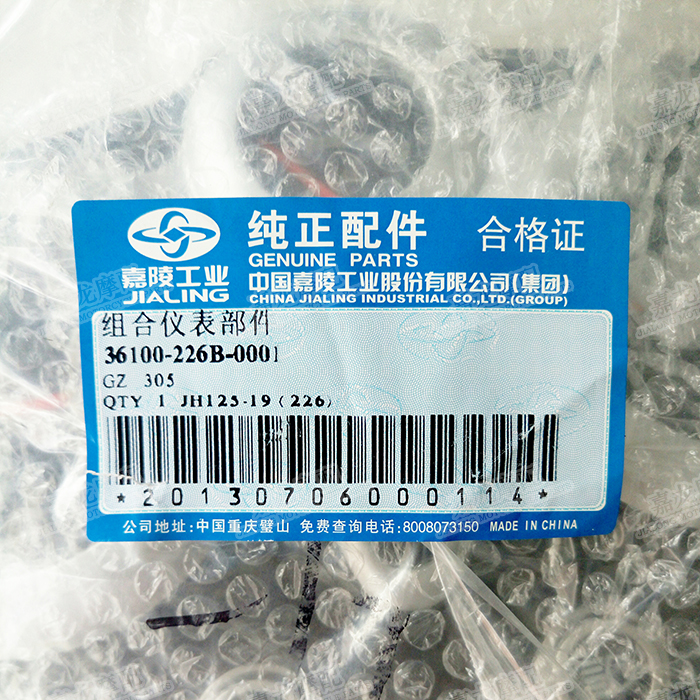 纯正配件
GENUINE PARTS
合格证
嘉陵工业
JIALING
中国嘉陵工业股份有限公司(集团)
CHINA JIALING INDUSTRIAL CO.,LTD.(GROUP)
组合仪表部件
36100-226B-0001
GZ 305
QTY 1 JH125-19(226)
*20130706000114*
公司地址:中国重庆璧山 免费查询电话:8008073150 MADE IN CHINA